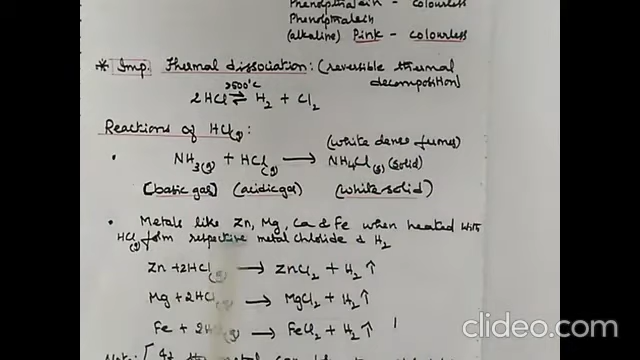 Phenolphthalein - colourless
Phenolphthalein
(alkaline) Pink - colourless
* Imp. Thermal dissociation: (reversible thermal decomposition)
2500°C
2HCl ⇌ H2 + Cl2
Reactions of HCl(g):
(white dense fumes)
• NH3(g) + HCl(g) → NH4Cl(s) (solid)
[basic gas] (acidic gas) (white solid)
• Metals like Zn, Mg, Ca & Fe when heated with
HCl(g) form respective metal chloride & H2
Zn + 2HCl(g) → ZnCl2 + H2 ↑
Mg + 2HCl(g) → MgCl2 + H2 ↑
Fe + 2HCl(g) → FeCl2 + H2 ↑
Note: the metal
clideo.com